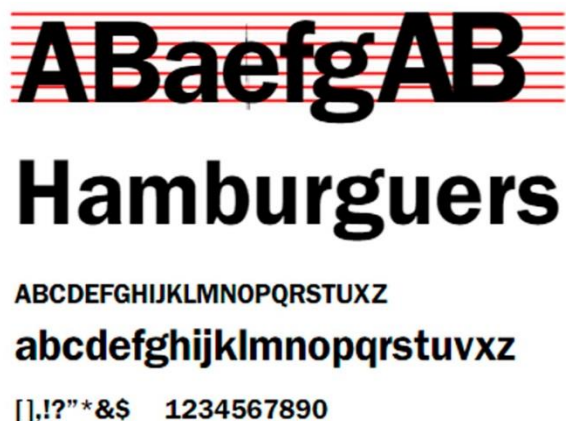 ABaefgAB
Hamburguers
ABCDEFGHIJKLMNOPQRSTUXZ
abcdefghijklmnopqrstuvxz
[],!?”*&$ 1234567890